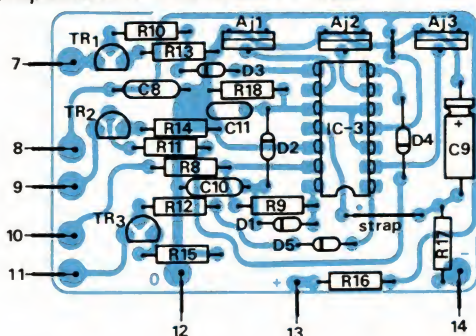 R10 Aj1 Aj2 Aj3
TR1
R13
7
D3
C8 R18
TR2
C11
IC-3
R14
D4
C9
+
8 R11 D2
R8
9
C10
R12 R9
TR3
D1 strap
10
R17
D5
R15
11 0 + R16 -
12 13 14